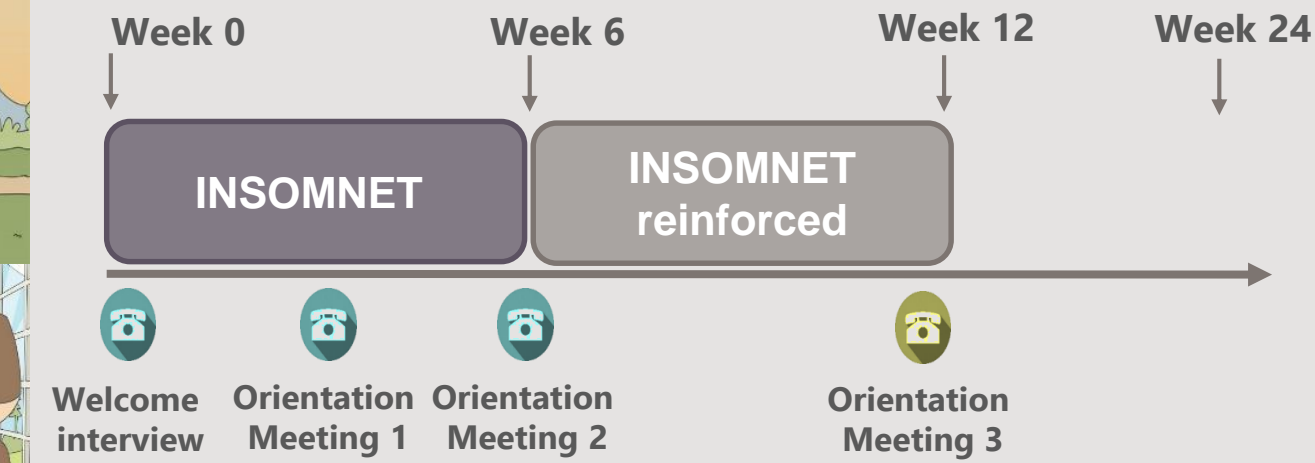 Week 0
Week 6
Week 12
Week 24
INSOMNET
INSOMNET
reinforced
Welcome
interview
Orientation
Meeting 1
Orientation
Meeting 2
Orientation
Meeting 3